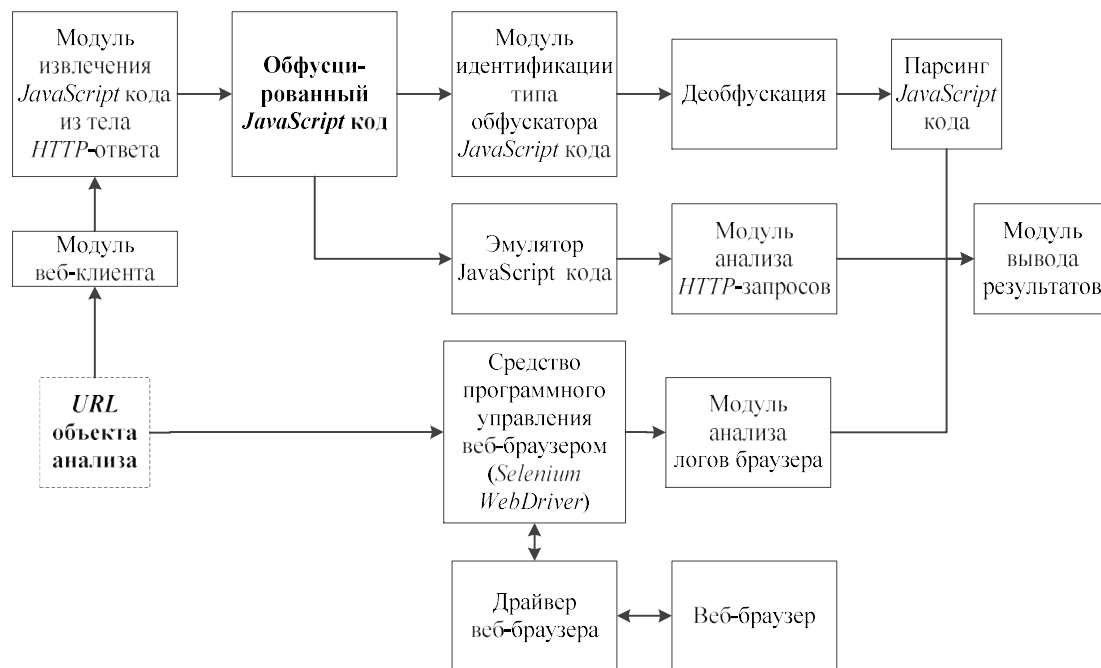 Модуль
извлечения
JavaScript кода
из тела
HTTP-ответа
Обфусци-
рованный
JavaScript код
Модуль
идентификации
типа
обфускатора
JavaScript кода
Деобфускация
Парсинг
JavaScript
кода
Модуль
веб-клиента
Эмулятор
JavaScript кода
Модуль
анализа
HTTP-запросов
Модуль
вывода
результатов
URL
объекта
анализа
Средство
программного
управления
веб-браузером
(Selenium
WebDriver)
Модуль
анализа
логов браузера
Драйвер
веб-браузера
Веб-браузер